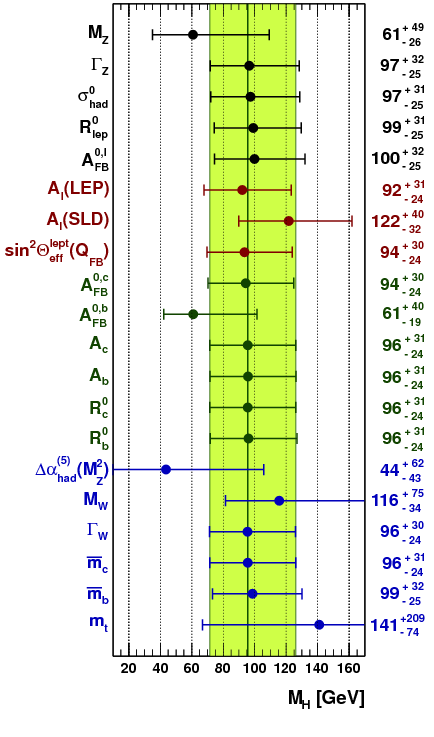 M_Z 61 +49 -26
Γ_Z 97 +32 -25
σ^0_had 97 +31 -25
R^0_lep 99 +31 -25
A^0,l_FB 100 +32 -25
A_l(LEP) 92 +31 -24
A_l(SLD) 122 +40 -32
sin²Θ^lept_eff(Q_FB) 94 +30 -24
A^0,c_FB 94 +30 -24
A^0,b_FB 61 +40 -19
A_c 96 +31 -24
A_b 96 +31 -24
R^0_c 96 +31 -24
R^0_b 96 +31 -24
Δα^(5)_had(M²_Z) 44 +62 -43
M_W 116 +75 -34
Γ_W 96 +30 -24
m̅_c 96 +31 -24
m̅_b 99 +32 -25
m_t 141 +209 -74
20 40 60 80 100 120 140 160
M_H [GeV]